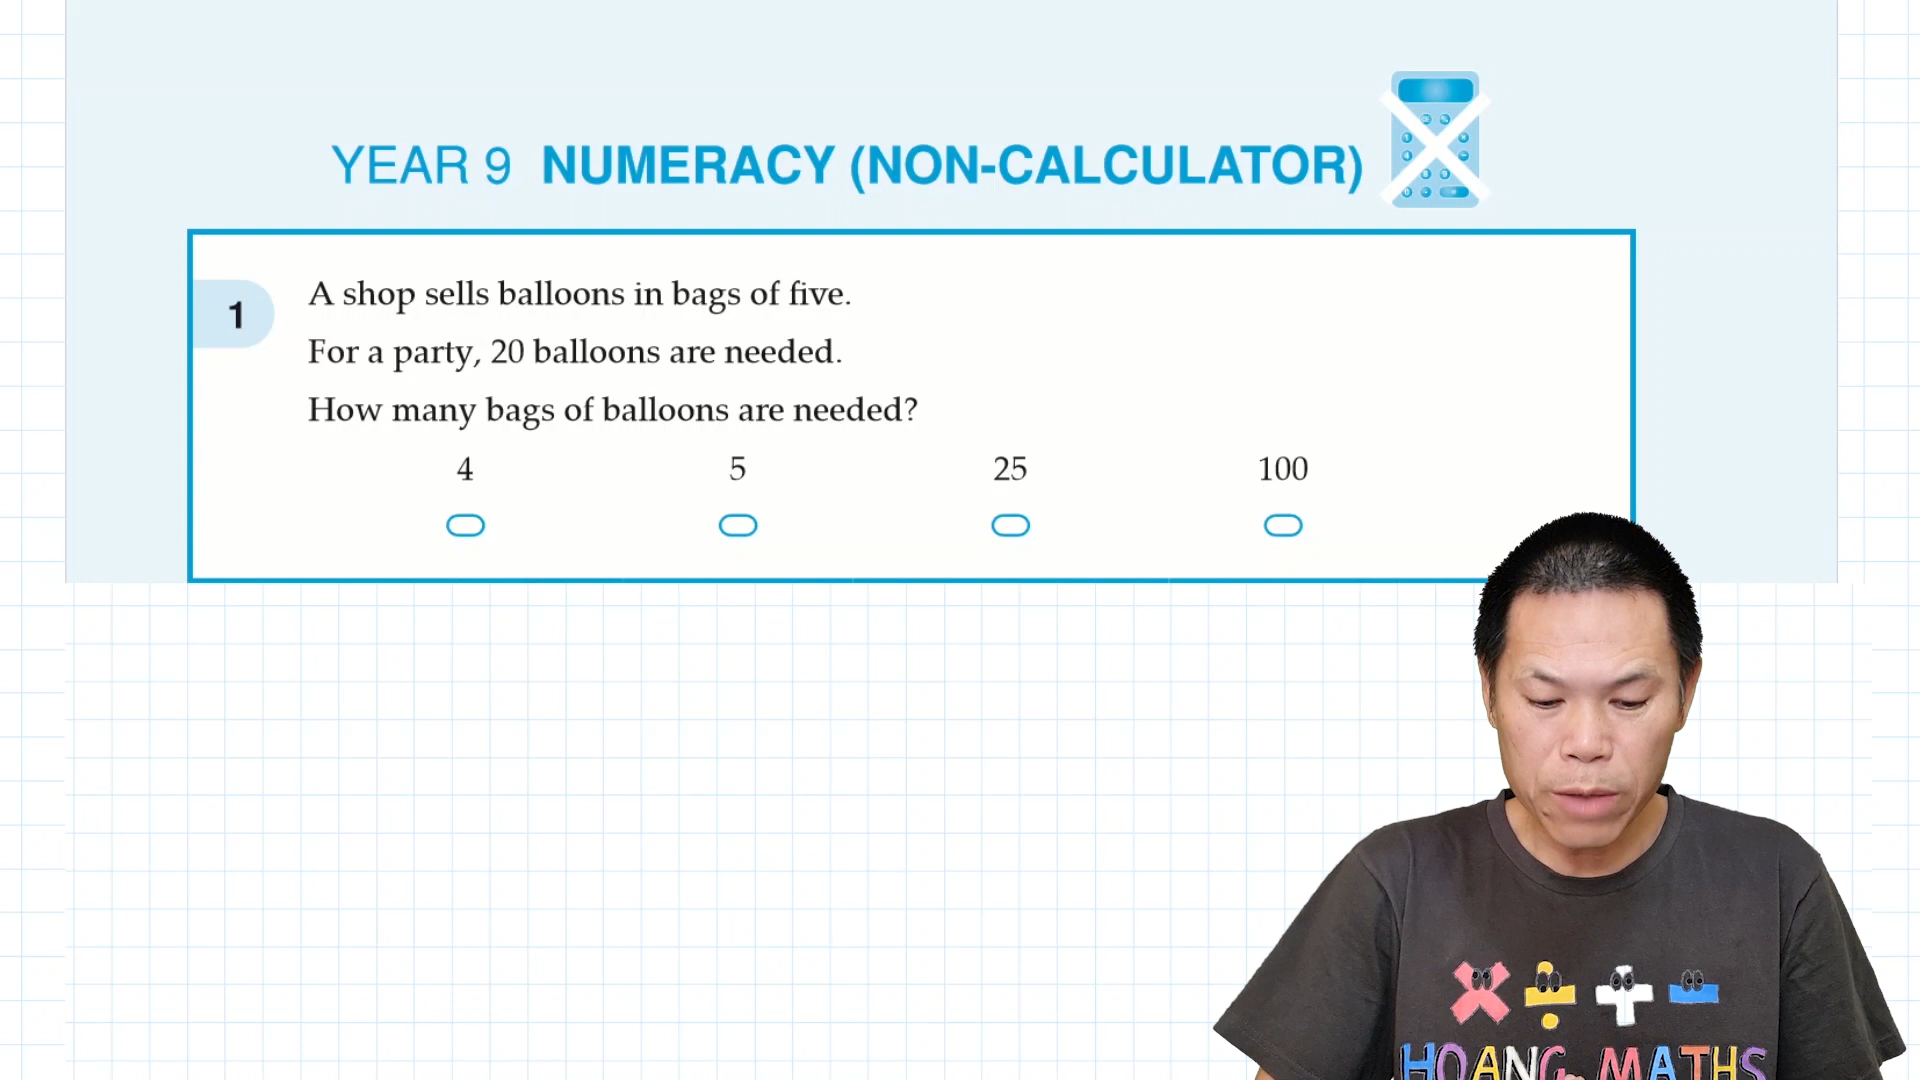 YEAR 9 NUMERACY (NON-CALCULATOR)
1
A shop sells balloons in bags of five.
For a party, 20 balloons are needed.
How many bags of balloons are needed?
4 5 25 100
HOANG MATHS